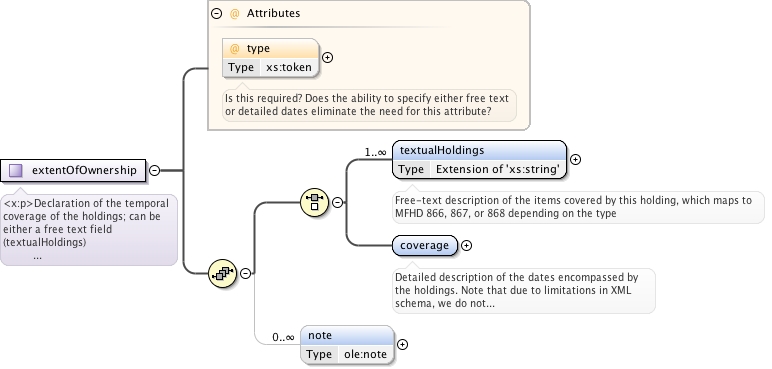 @ Attributes
@ type
Type xs:token
Is this required? Does the ability to specify either free text
or detailed dates eliminate the need for this attribute?
extentOfOwnership
<x:p>Declaration of the temporal
coverage of the holdings; can be
either a free text field
(textualHoldings)
...
1..∞
textualHoldings
Type Extension of 'xs:string'
Free-text description of the items covered by this holding, which maps to
MFHD 866, 867, or 868 depending on the type
coverage
Detailed description of the dates encompassed by
the holdings. Note that due to limitations in XML
schema, we do not...
0..∞
note
Type ole:note